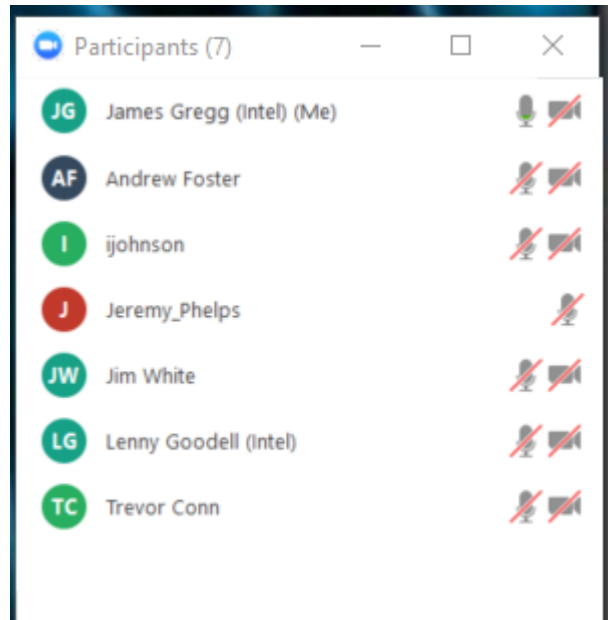 Participants (7)
JG James Gregg (Intel) (Me)
AF Andrew Foster
I ijohnson
J Jeremy_Phelps
JW Jim White
LG Lenny Goodell (Intel)
TC Trevor Conn